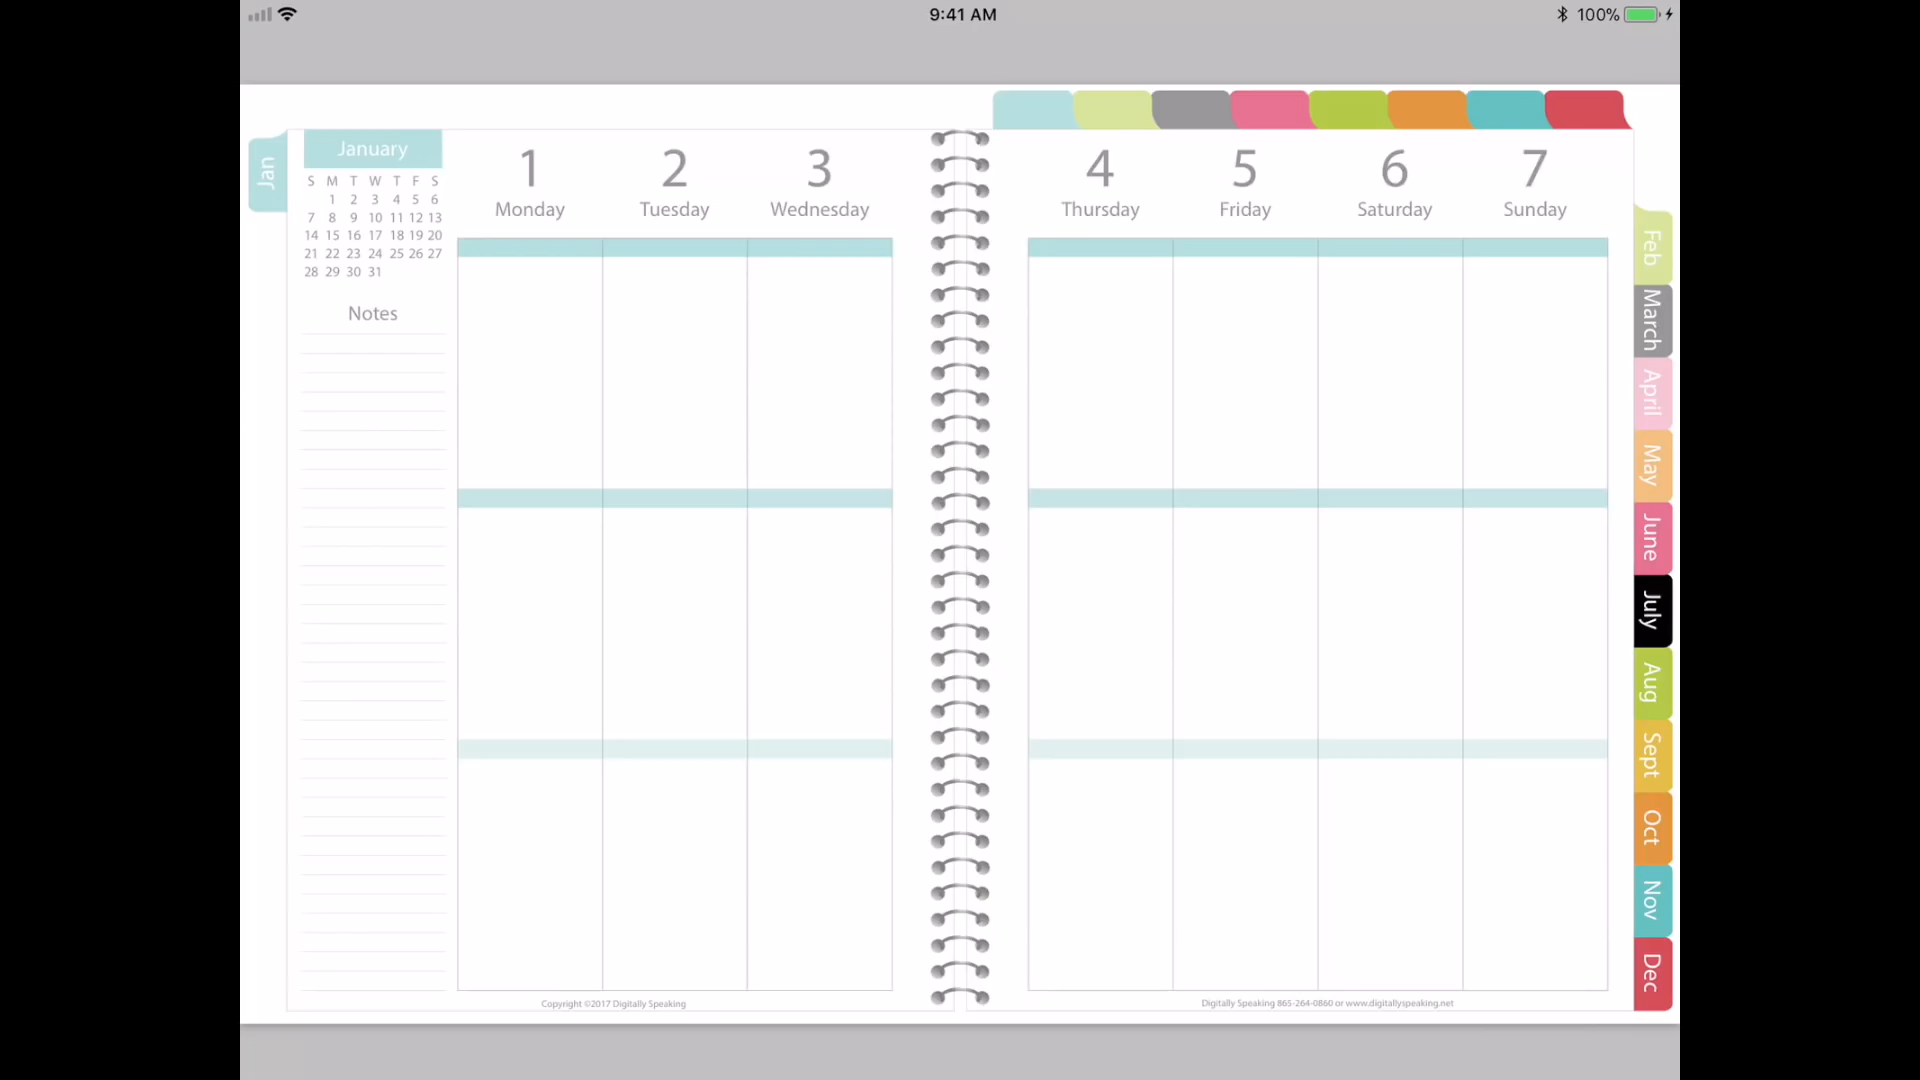 9:41 AM
100%
Jan
January
S M T W T F S
1 2 3 4 5 6
7 8 9 10 11 12 13
14 15 16 17 18 19 20
21 22 23 24 25 26 27
28 29 30 31
Notes
1
Monday
2
Tuesday
3
Wednesday
4
Thursday
5
Friday
6
Saturday
7
Sunday
Feb
March
April
May
June
July
Aug
Sept
Oct
Nov
Dec
Copyright ©2017 Digitally Speaking
Digitally Speaking 865-264-0860 or www.digitallyspeaking.net